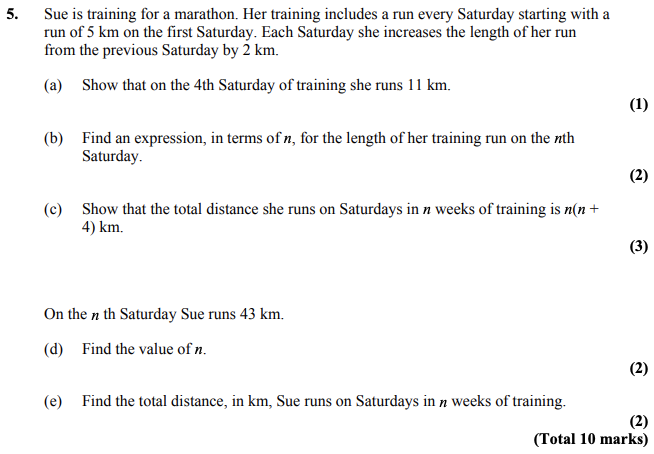 5. Sue is training for a marathon. Her training includes a run every Saturday starting with a
run of 5 km on the first Saturday. Each Saturday she increases the length of her run
from the previous Saturday by 2 km.
(a) Show that on the 4th Saturday of training she runs 11 km.
(1)
(b) Find an expression, in terms of n, for the length of her training run on the nth
Saturday.
(2)
(c) Show that the total distance she runs on Saturdays in n weeks of training is n(n +
4) km.
(3)
On the n th Saturday Sue runs 43 km.
(d) Find the value of n.
(2)
(e) Find the total distance, in km, Sue runs on Saturdays in n weeks of training.
(2)
(Total 10 marks)